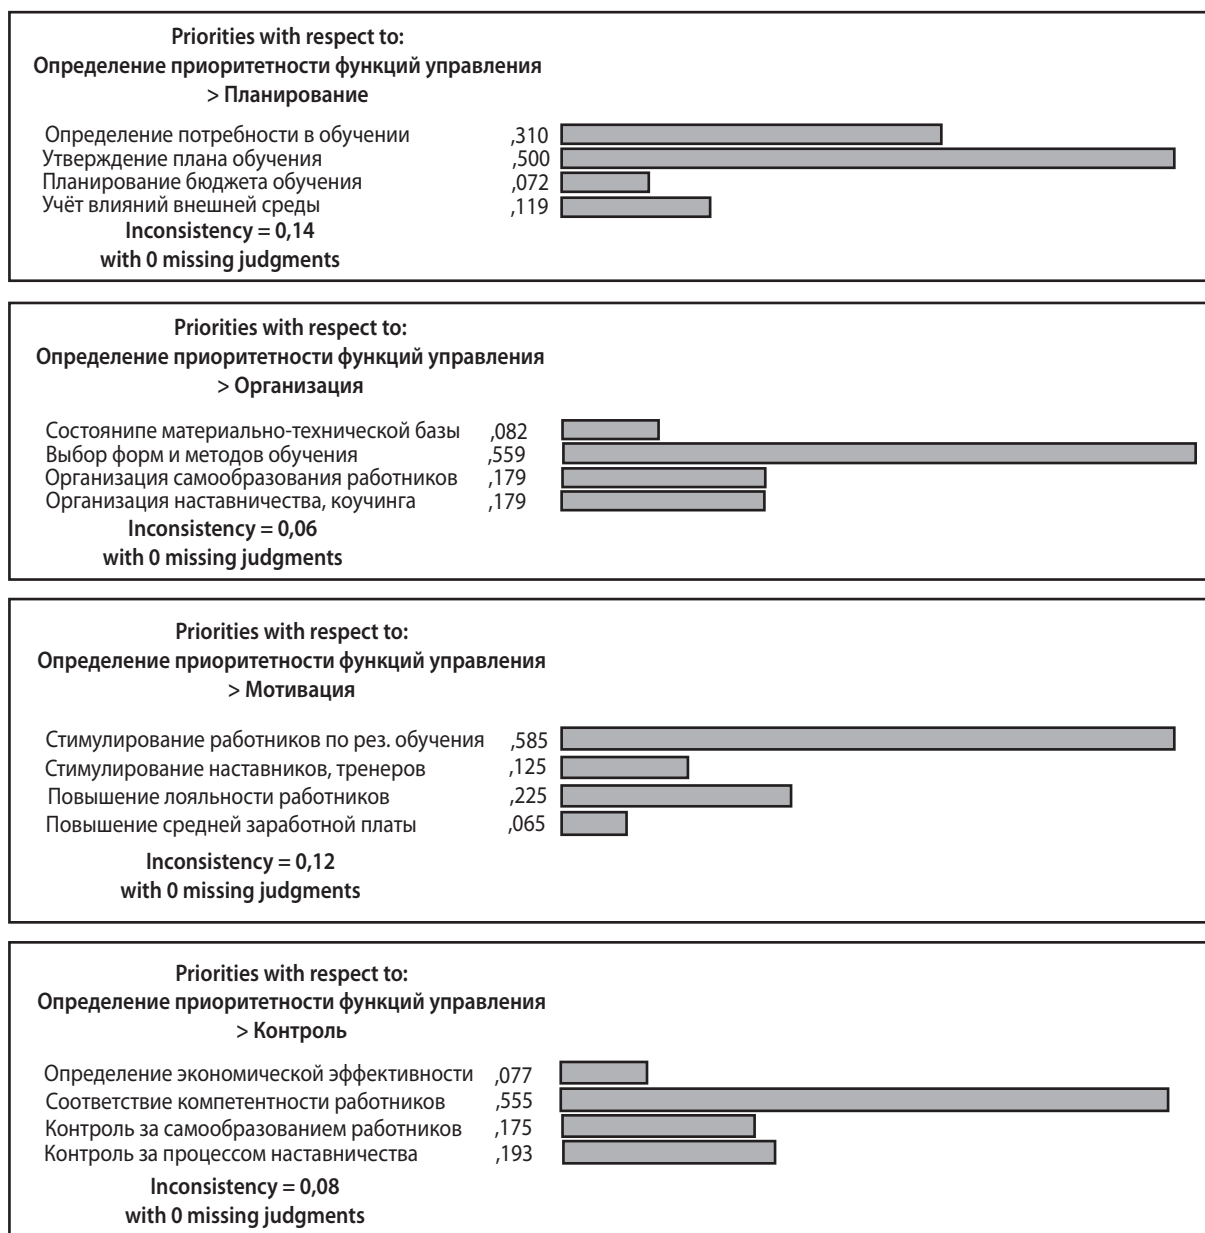 Priorities with respect to:
Определение приоритетности функций управления
> Планирование
Определение потребности в обучении ,310
Утверждение плана обучения ,500
Планирование бюджета обучения ,072
Учёт влияний внешней среды ,119
Inconsistency = 0,14
with 0 missing judgments
Priorities with respect to:
Определение приоритетности функций управления
> Организация
Состоянипе материально-технической базы ,082
Выбор форм и методов обучения ,559
Организация самообразования работников ,179
Организация наставничества, коучинга ,179
Inconsistency = 0,06
with 0 missing judgments
Priorities with respect to:
Определение приоритетности функций управления
> Мотивация
Стимулирование работников по рез. обучения ,585
Стимулирование наставников, тренеров ,125
Повышение лояльности работников ,225
Повышение средней заработной платы ,065
Inconsistency = 0,12
with 0 missing judgments
Priorities with respect to:
Определение приоритетности функций управления
> Контроль
Определение экономической эффективности ,077
Соответствие компетентности работников ,555
Контроль за самообразованием работников ,175
Контроль за процессом наставничества ,193
Inconsistency = 0,08
with 0 missing judgments